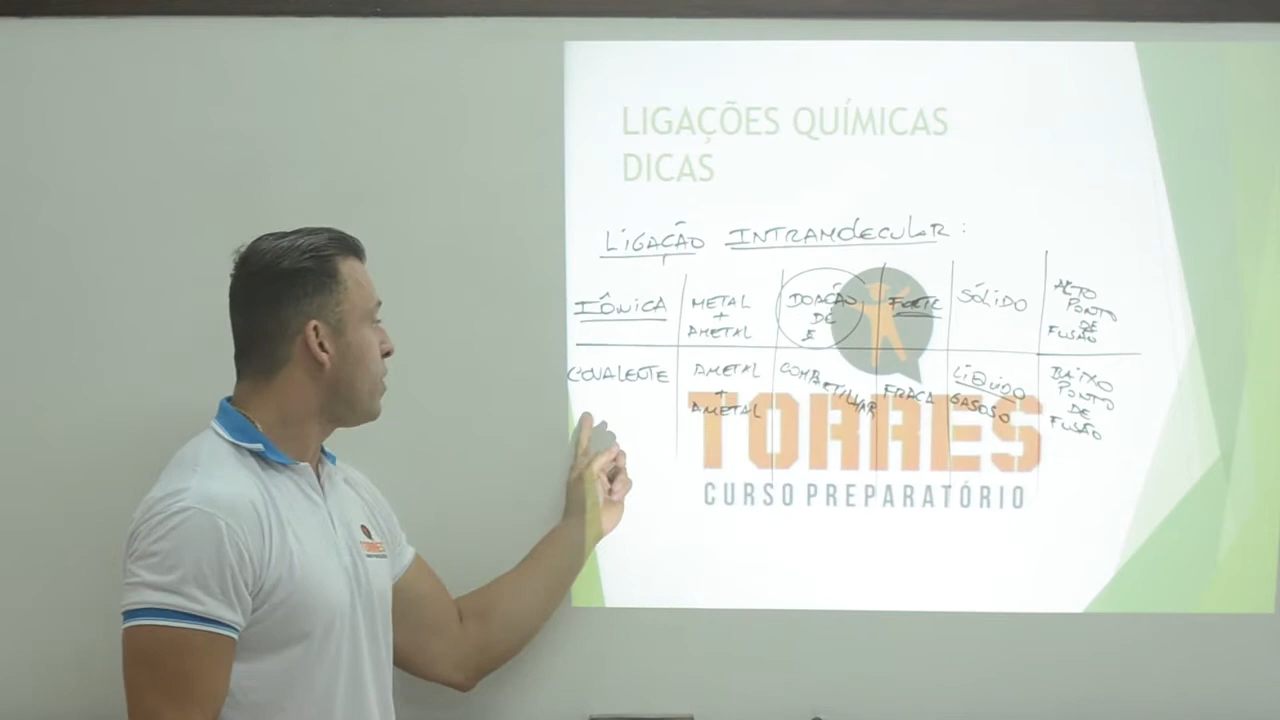 LIGAÇÕES QUÍMICAS
DICAS
LIGAÇÃO INTRAMOLECULAR:
IÔNICA
METAL
+
AMETAL
DOAÇÃO
DE
E
FORTE
SÓLIDO
ALTO
PONTO
DE
FUSÃO
COVALENTE
AMETAL
+
AMETAL
COMPARTILHAR
FRACA
LÍQUIDO
GASOSO
BAIXO
PONTO
DE
FUSÃO
TORRES
CURSO PREPARATÓRIO
TORRES